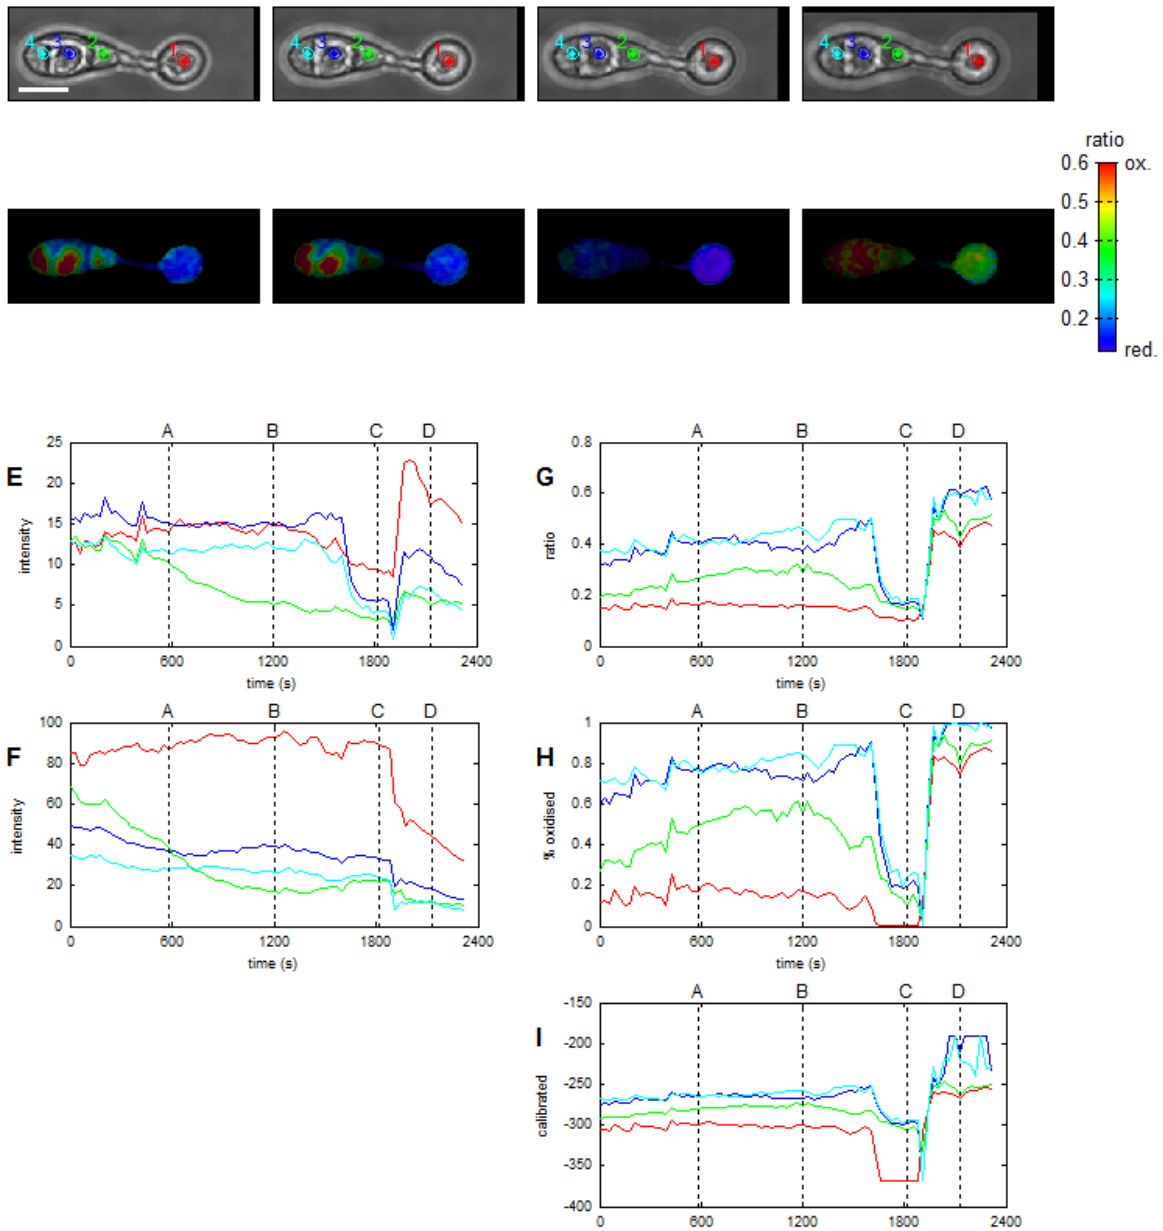 4 3 2 1
4 3 2 1
4 3 2 1
4 3 2 1
ratio
0.6 ox.
0.5
0.4
0.3
0.2
red.
E
A B C D
25
20
15
10
5
0
intensity
0 600 1200 1800 2400
time (s)
G
A B C D
0.8
0.6
0.4
0.2
0
ratio
0 600 1200 1800 2400
time (s)
F
A B C D
100
80
60
40
20
0
intensity
0 600 1200 1800 2400
time (s)
H
A B C D
1
0.8
0.6
0.4
0.2
0
% oxidised
0 600 1200 1800 2400
time (s)
I
A B C D
-150
-200
-250
-300
-350
-400
calibrated
0 600 1200 1800 2400